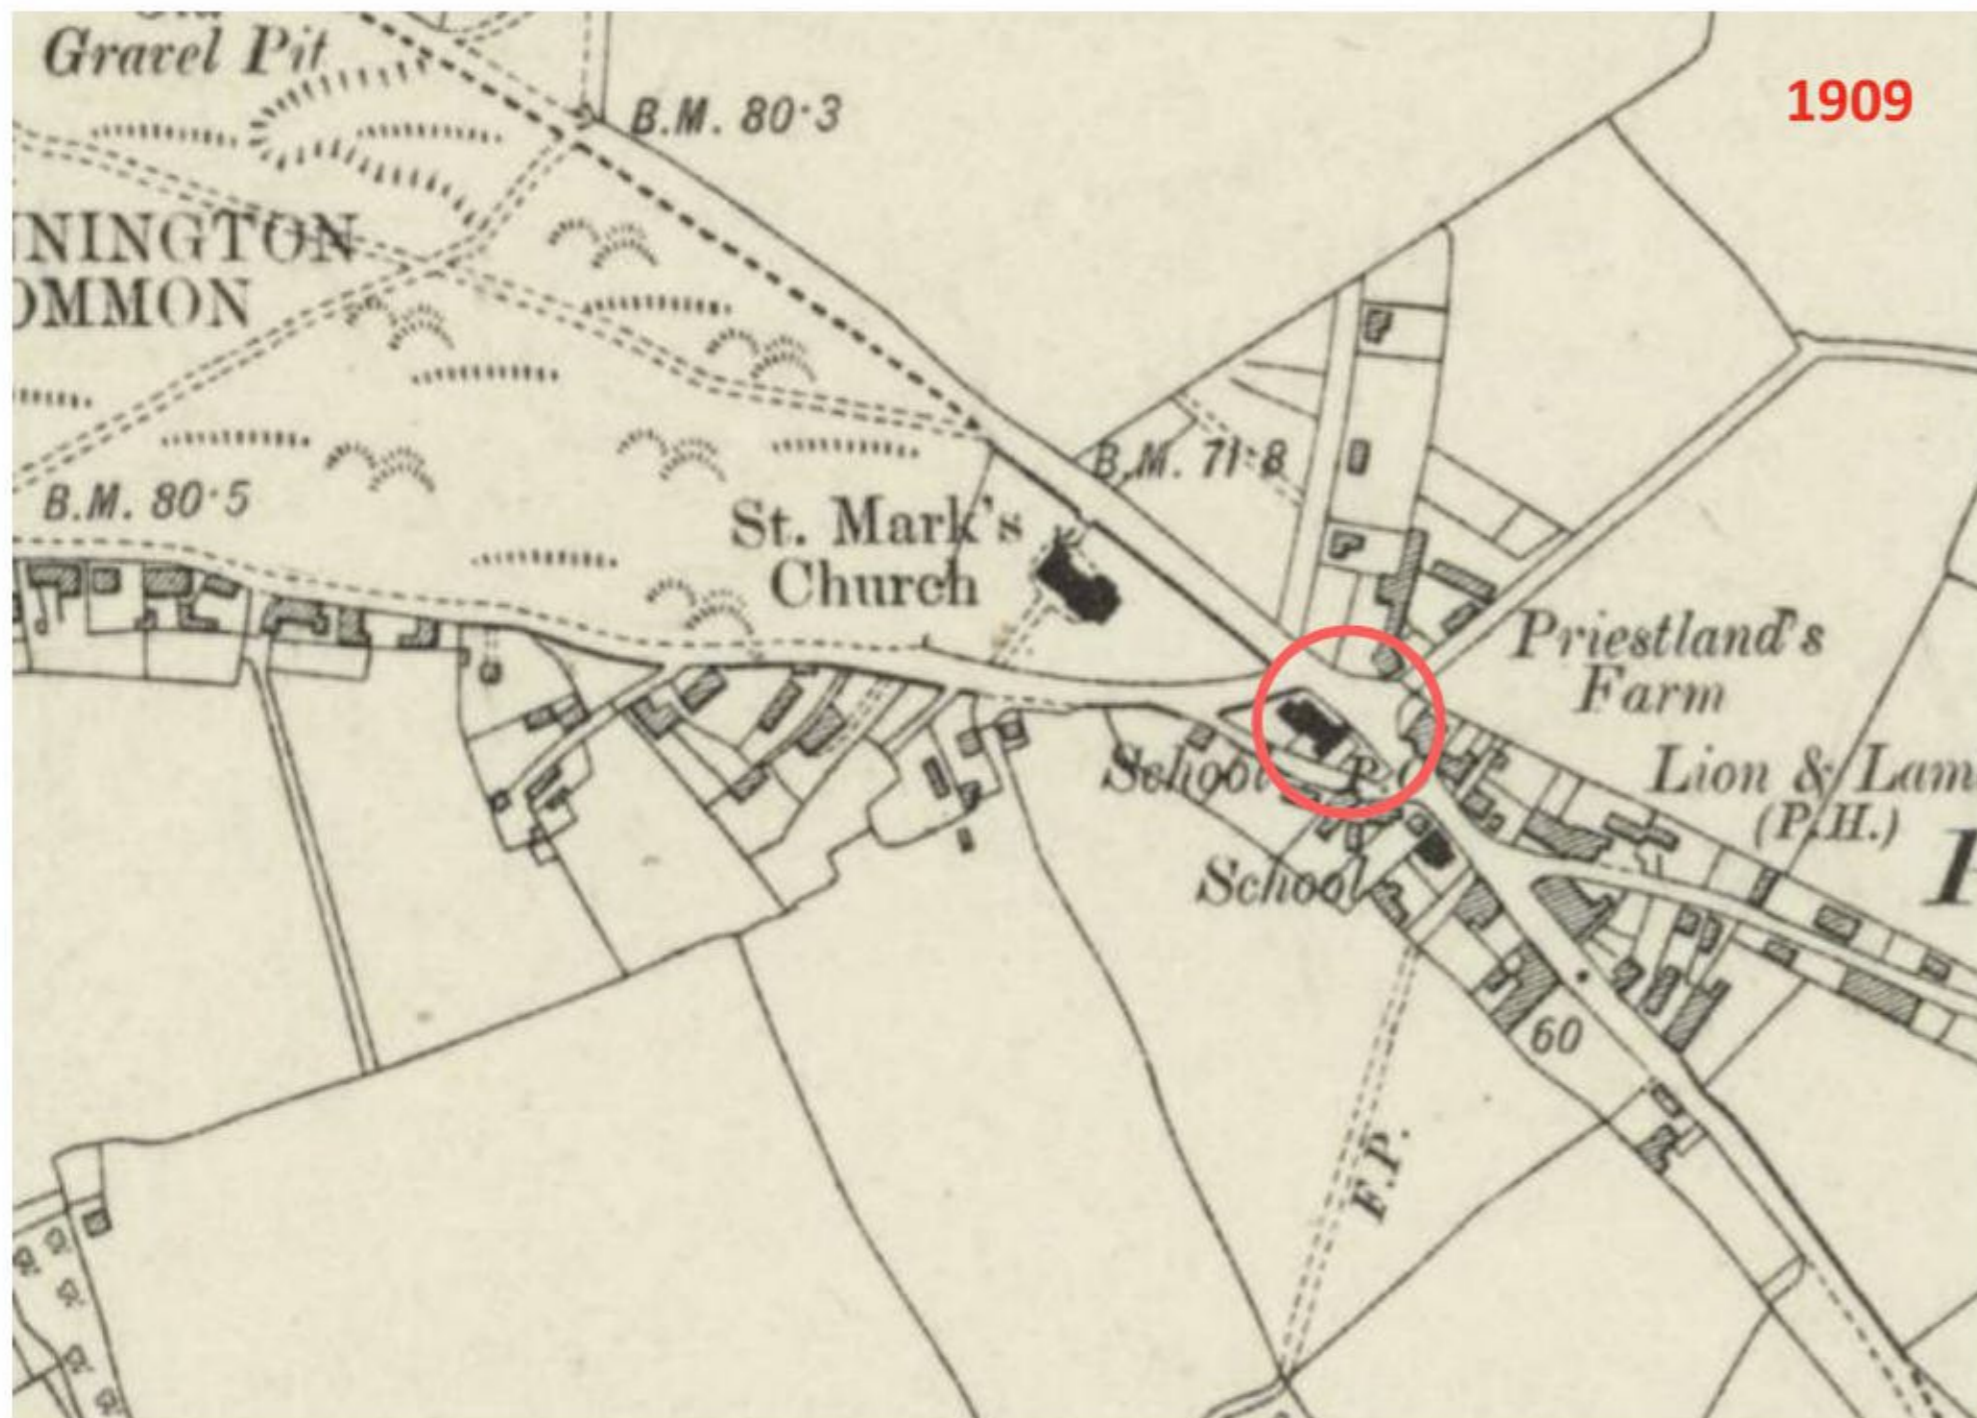 Gravel Pit
1909
B.M. 80·3
NNINGTON
OMMON
B.M. 71·8
B.M. 80·5
St. Mark's
Church
Priestland's
Farm
School
P.O
Lion & Lam
(P.H.)
School
60
F.P.